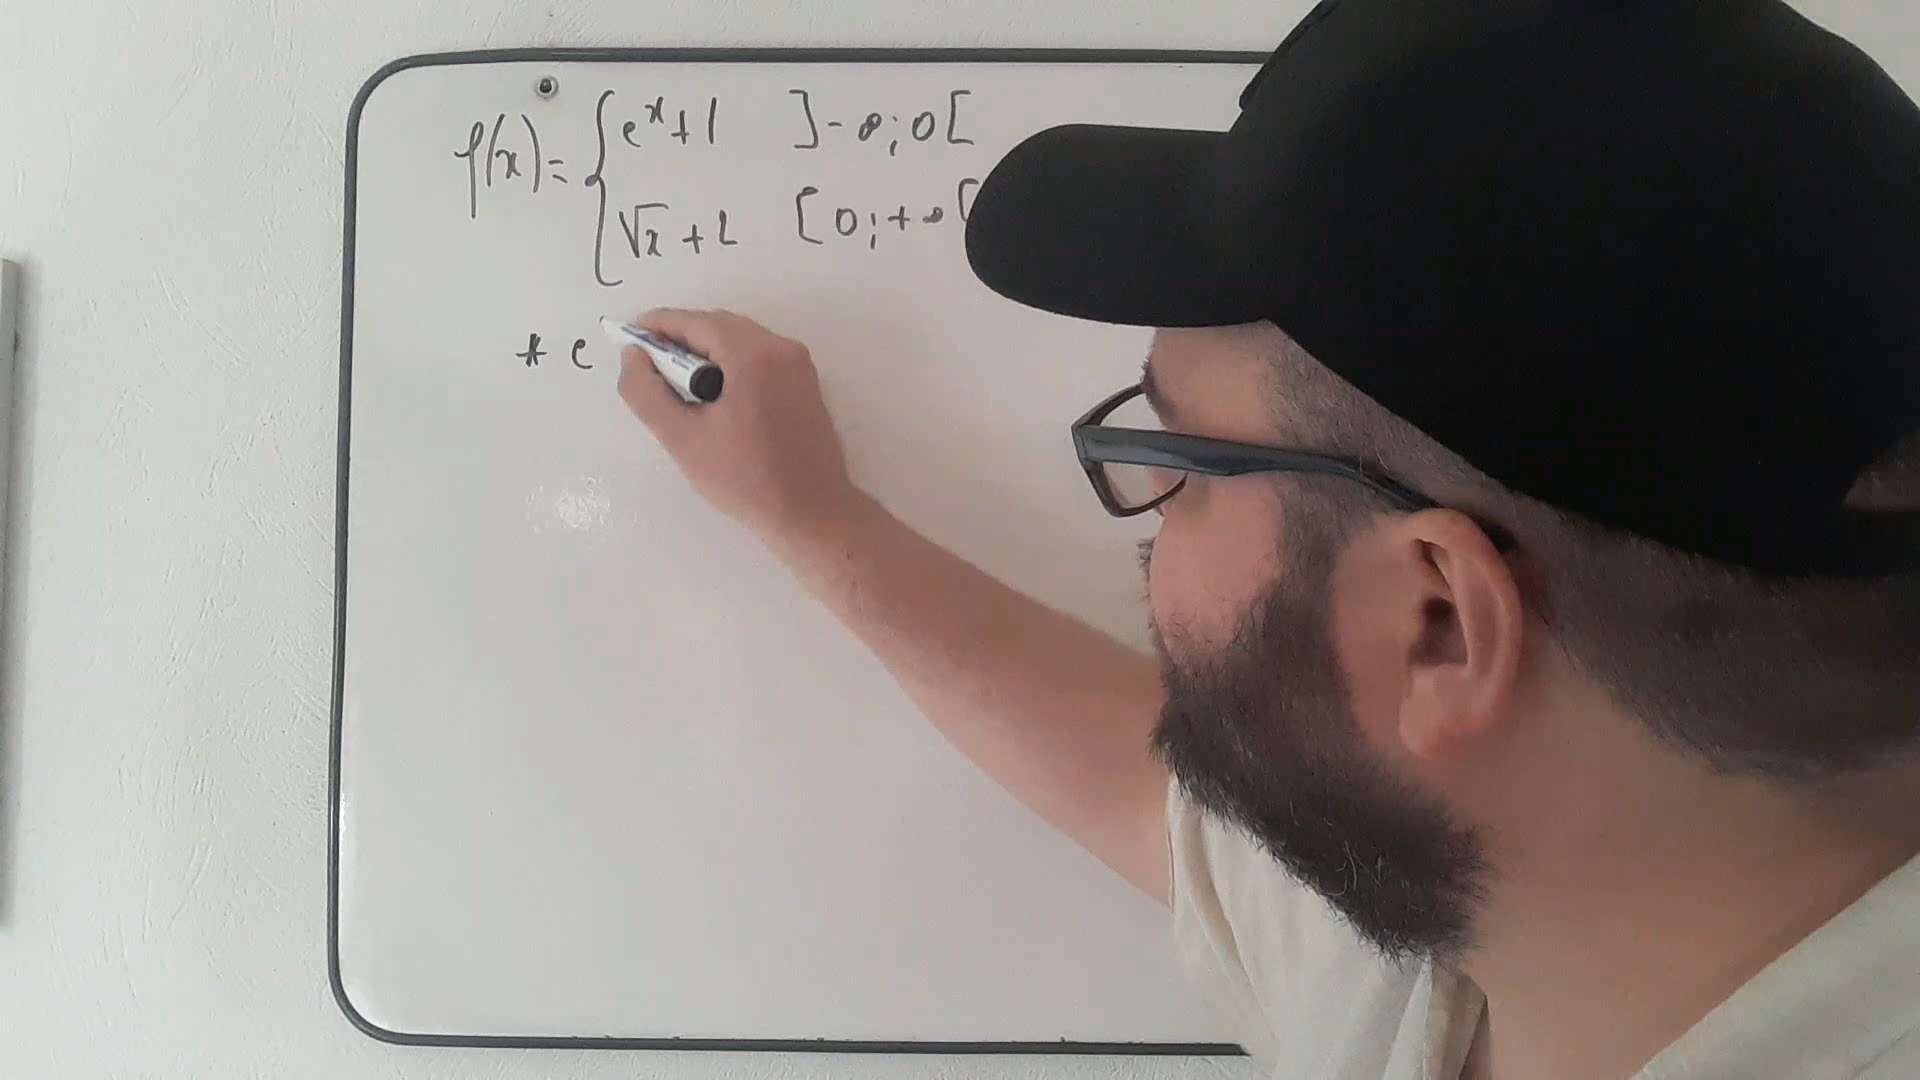 f(x) = { e^x + 1 ]-∞; 0[
√x + 2 [0; +∞[
* e